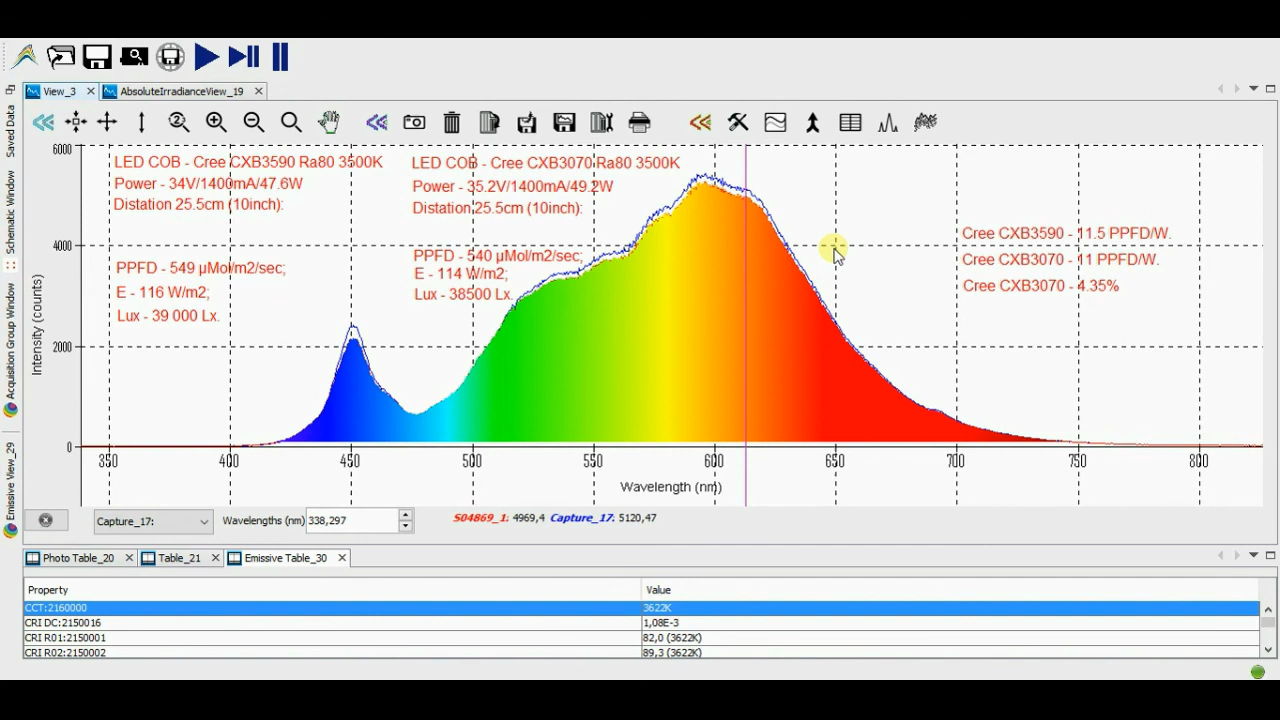 View_3
AbsoluteIrradianceView_19
Saved Data
Schematic Window
Acquisition Group Window
Emissive View_29
LED COB - Cree CXB3590 Ra80 3500K
Power - 34V/1400mA/47.6W
Distation 25.5cm (10inch):
PPFD - 549 µMol/m2/sec;
E - 116 W/m2;
Lux - 39 000 Lx.
LED COB - Cree CXB3070 Ra80 3500K
Power - 35.2V/1400mA/49.2W
Distation 25.5cm (10inch):
PPFD - 540 µMol/m2/sec;
E - 114 W/m2;
Lux - 38500 Lx.
Cree CXB3590 - 11.5 PPFD/W.
Cree CXB3070 - 11 PPFD/W.
Cree CXB3070 - 4.35%
Intensity (counts)
6000
4000
2000
0
350 400 450 500 550 600 650 700 750 800
Wavelength (nm)
Capture_17:
Wavelengths (nm) 338,297
S04869_1: 4969,4 Capture_17: 5120,47
Photo Table_20
Table_21
Emissive Table_30
Property Value
CCT:2160000 3622K
CRI DC:2150016 1,08E-3
CRI R01:2150001 82,0 (3622K)
CRI R02:2150002 89,3 (3622K)